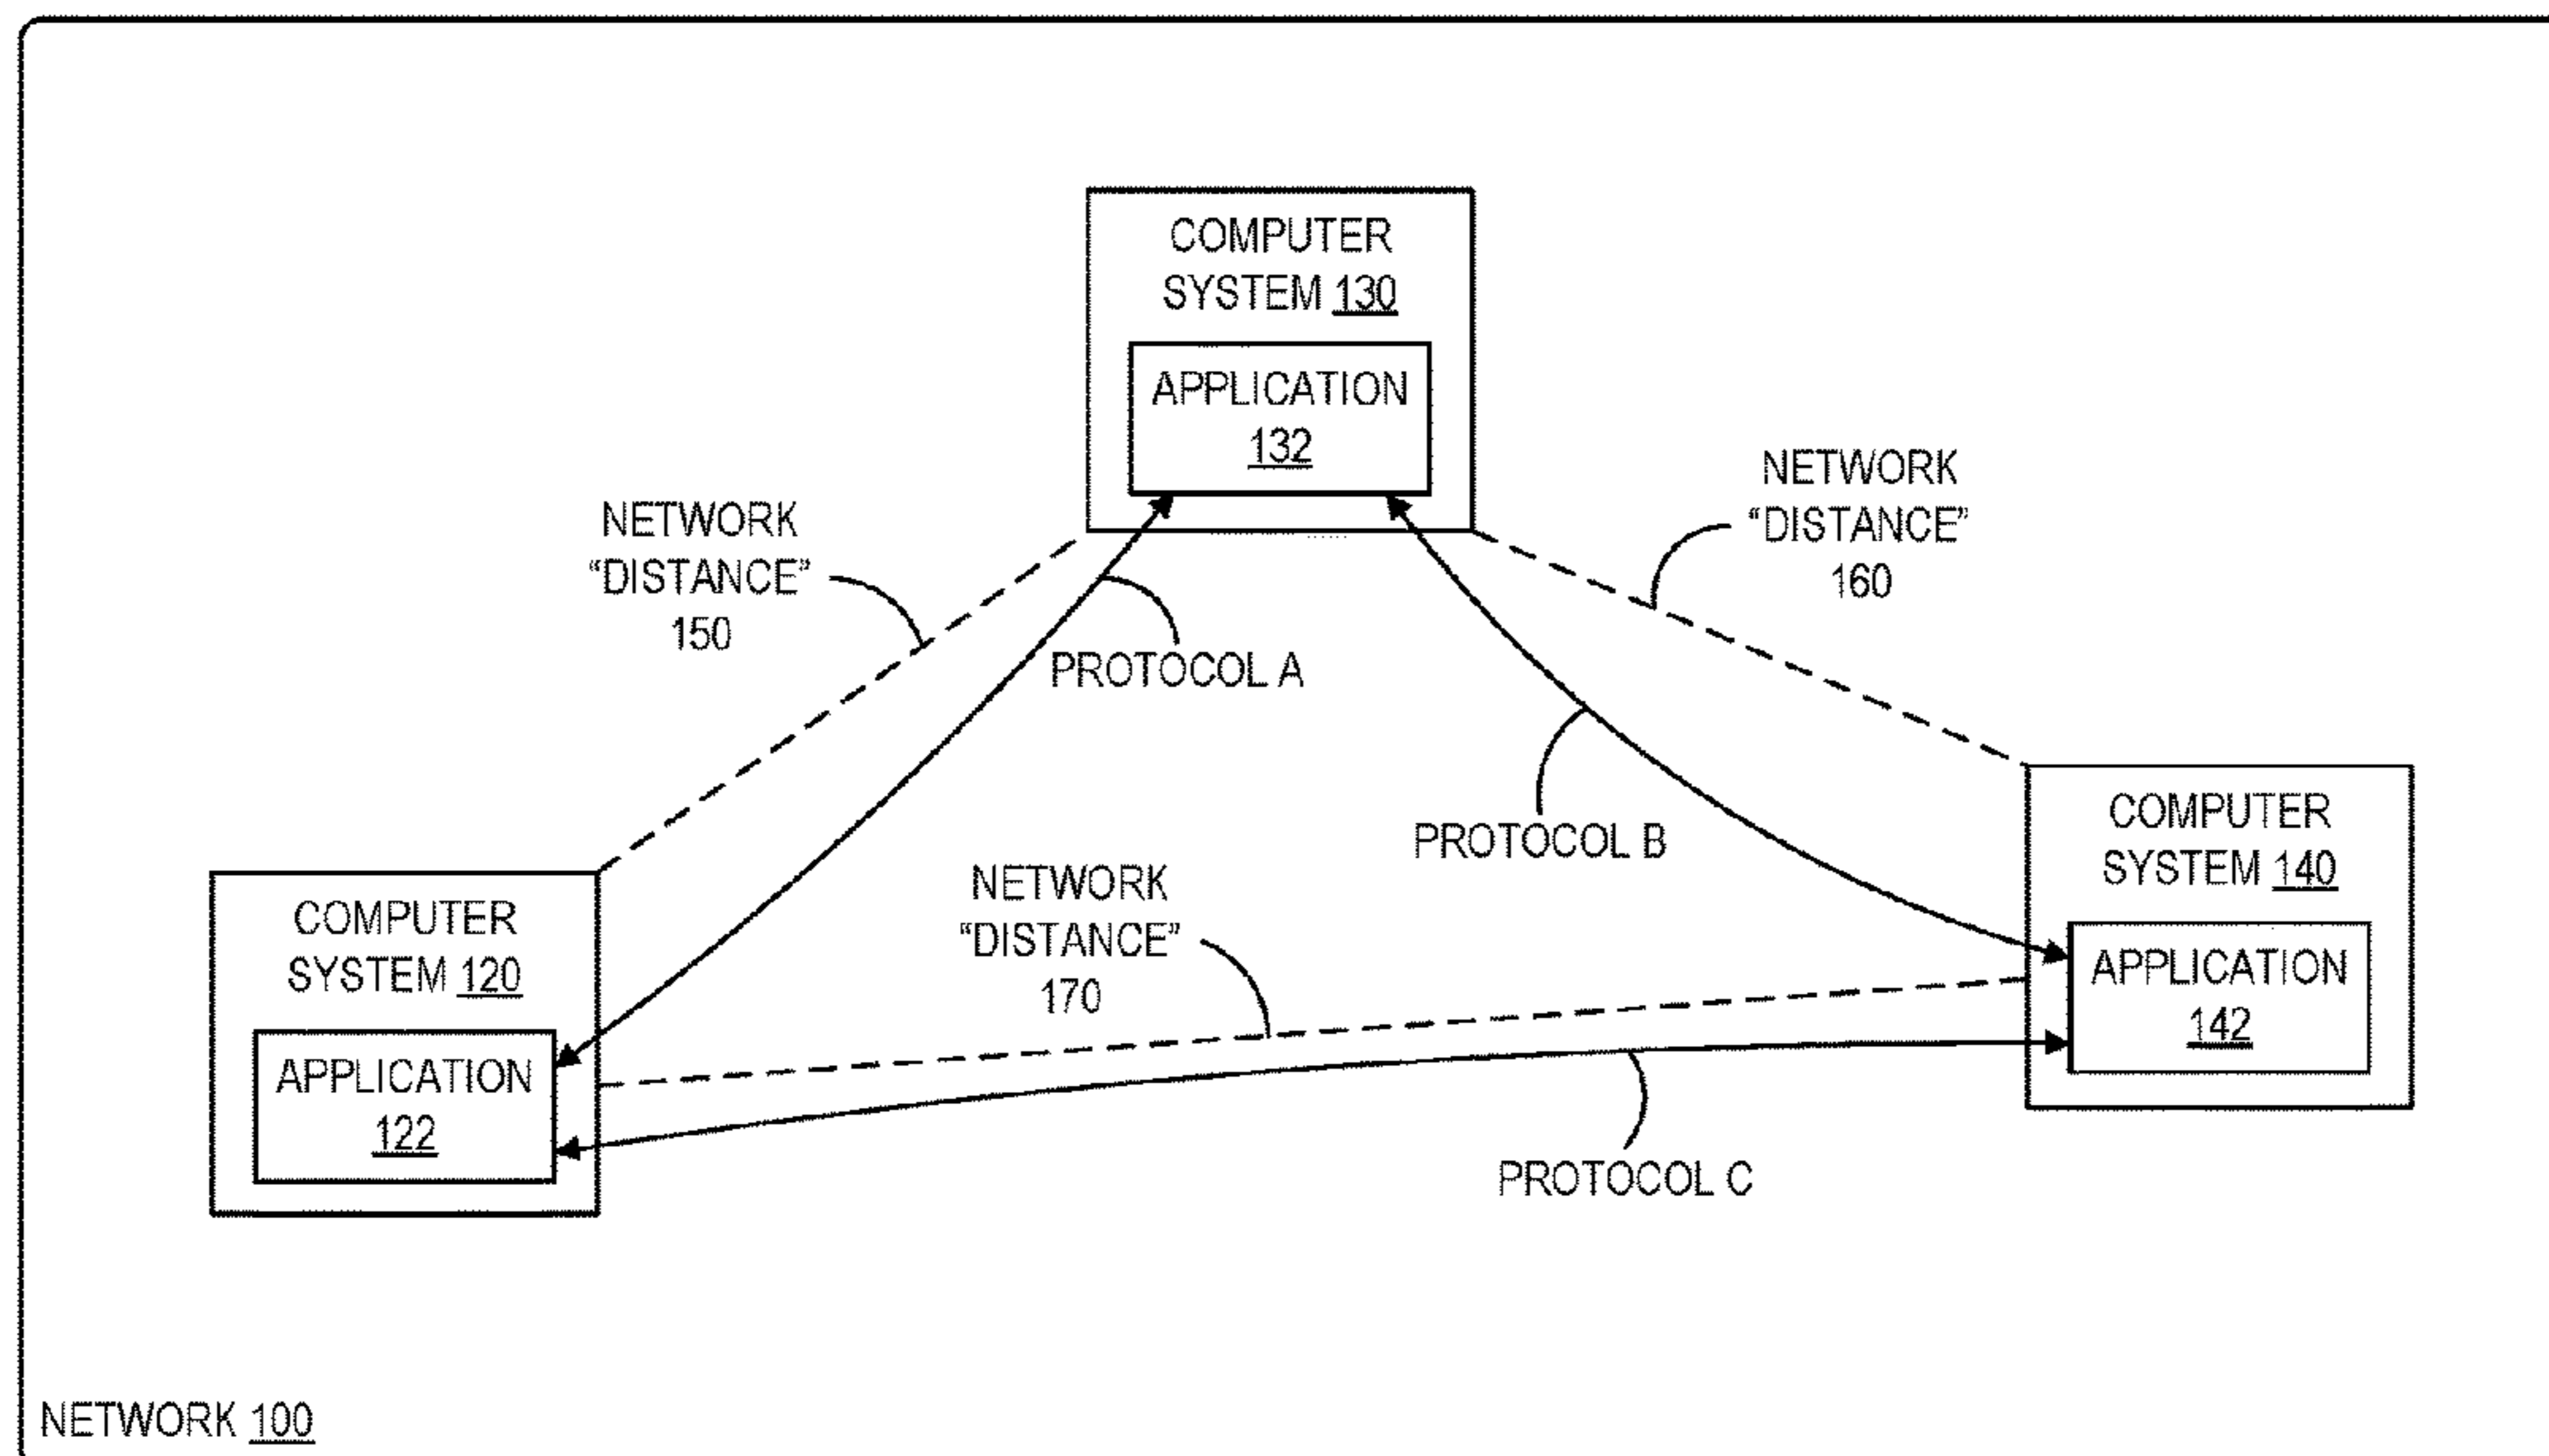 COMPUTER
SYSTEM 130
APPLICATION
132
NETWORK
"DISTANCE"
160
NETWORK
"DISTANCE"
150
PROTOCOL A
PROTOCOL B
COMPUTER
SYSTEM 140
APPLICATION
142
NETWORK
"DISTANCE"
170
COMPUTER
SYSTEM 120
APPLICATION
122
PROTOCOL C
NETWORK 100